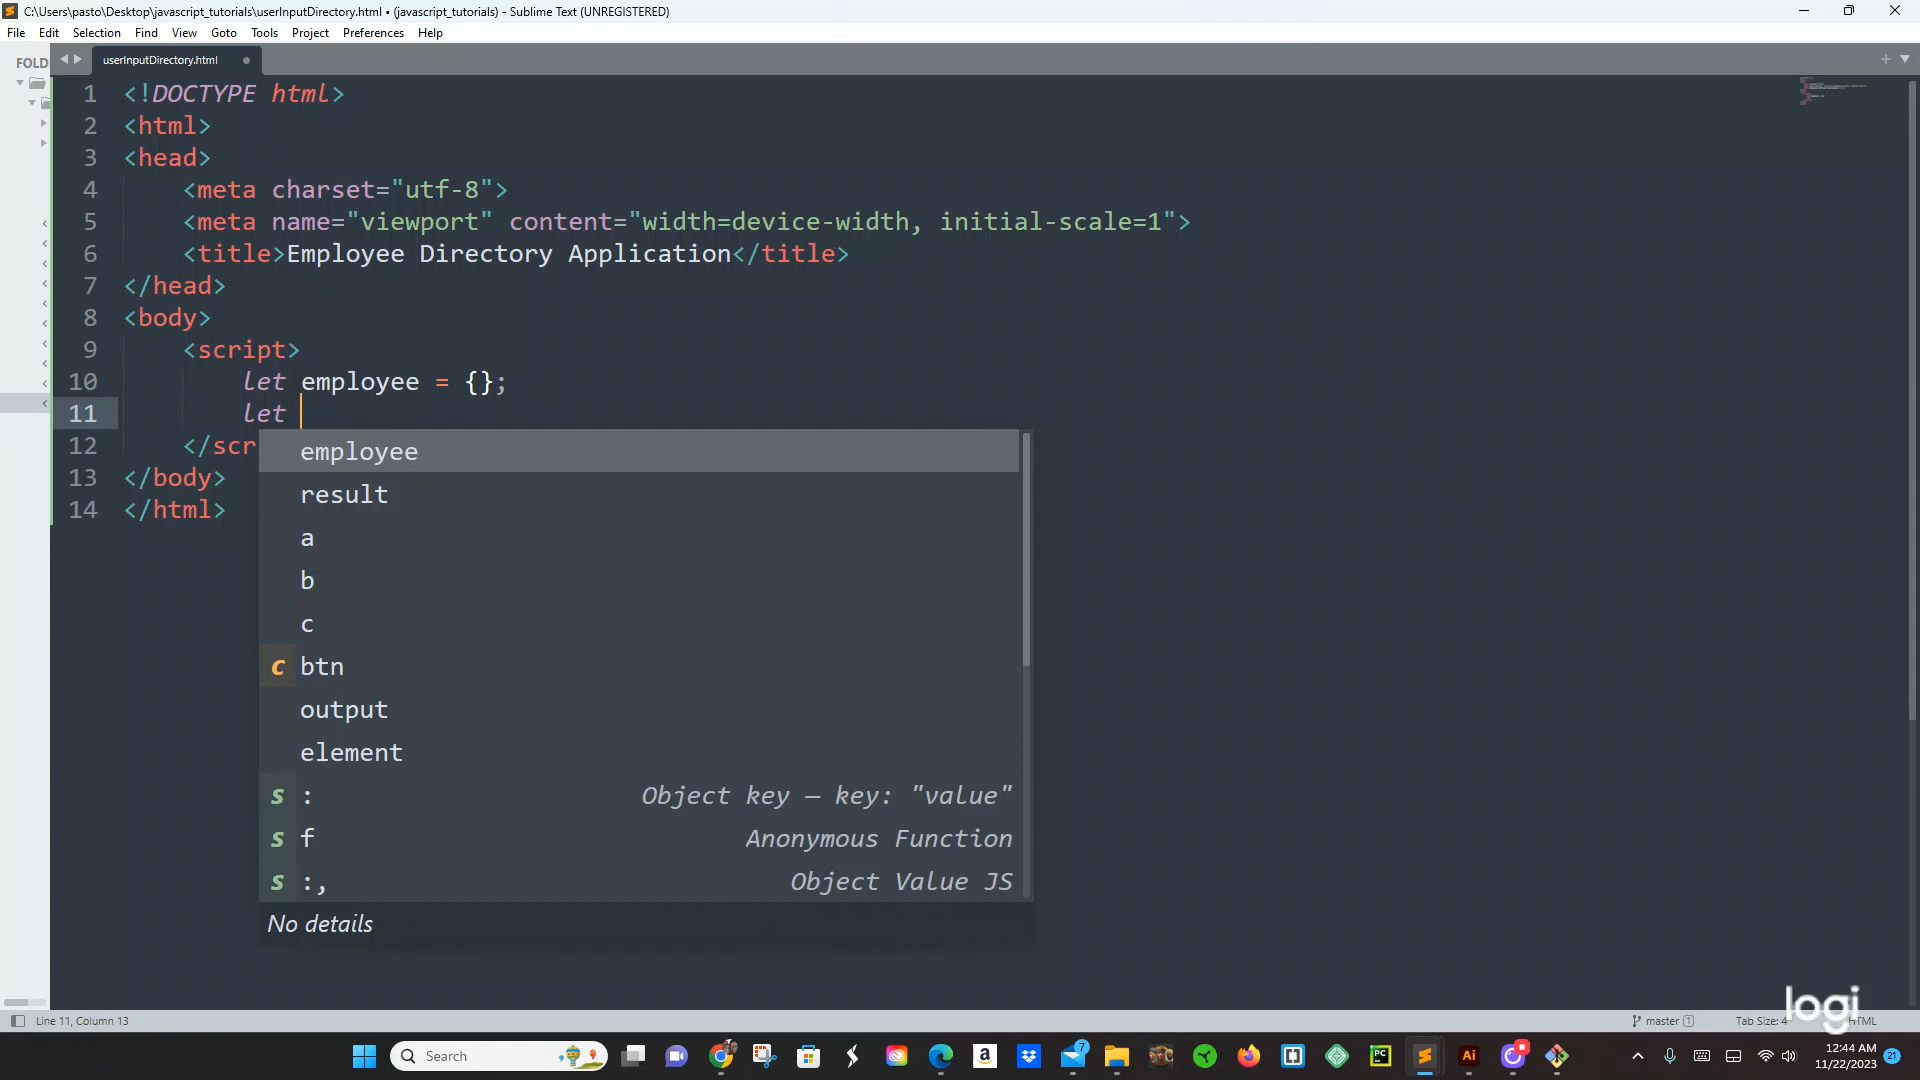 C:\Users\pasto\Desktop\javascript_tutorials\userInputDirectory.html • (javascript_tutorials) - Sublime Text (UNREGISTERED)
File Edit Selection Find View Goto Tools Project Preferences Help
FOLD
userInputDirectory.html
1 <!DOCTYPE html>
2 <html>
3 <head>
4 <meta charset="utf-8">
5 <meta name="viewport" content="width=device-width, initial-scale=1">
6 <title>Employee Directory Application</title>
7 </head>
8 <body>
9 <script>
10 let employee = {};
11 let
12 </scr
13 </body>
14 </html>
employee
result
a
b
c
c btn
output
element
s : Object key — key: "value"
s f Anonymous Function
s :, Object Value JS
No details
logi
Line 11, Column 13 master 1 Tab Size: 4 HTML
Search
a
7
PC
Ai
12:44 AM
11/22/2023
21